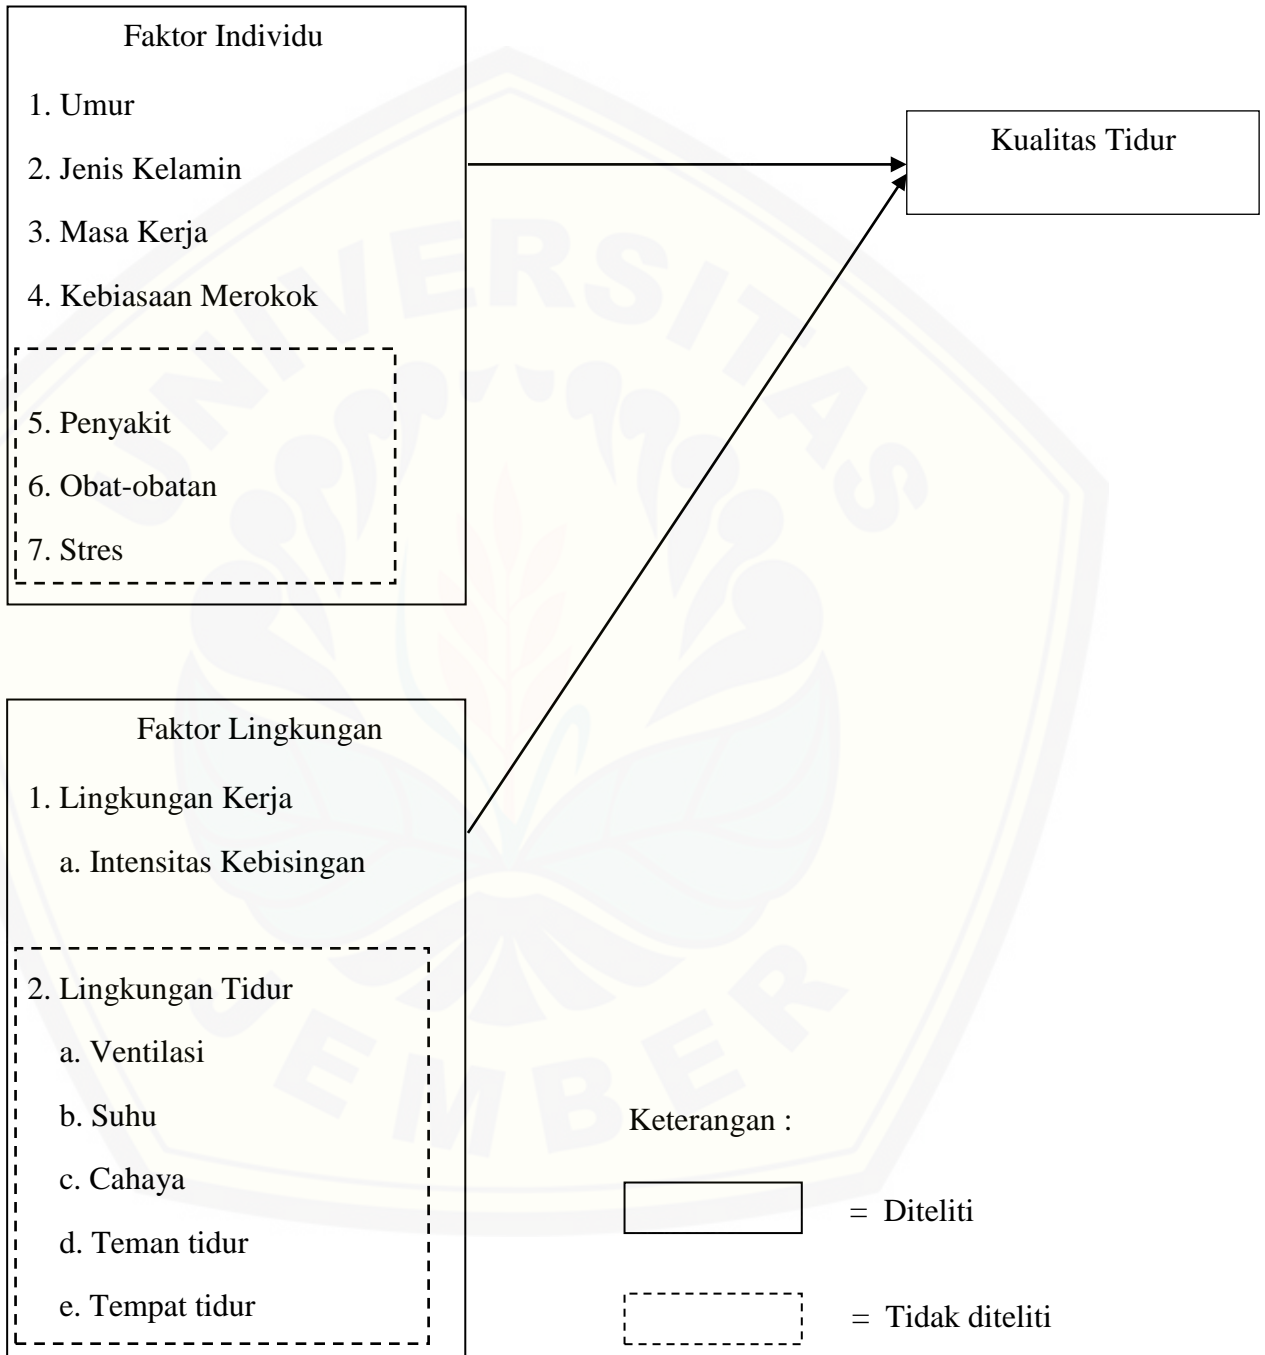 Faktor Individu
1. Umur
2. Jenis Kelamin
3. Masa Kerja
4. Kebiasaan Merokok
5. Penyakit
6. Obat-obatan
7. Stres
Kualitas Tidur
Faktor Lingkungan
1. Lingkungan Kerja
a. Intensitas Kebisingan
2. Lingkungan Tidur
a. Ventilasi
b. Suhu
c. Cahaya
d. Teman tidur
e. Tempat tidur
Keterangan :
= Diteliti
= Tidak diteliti
UNIVERSITAS
JEMBER